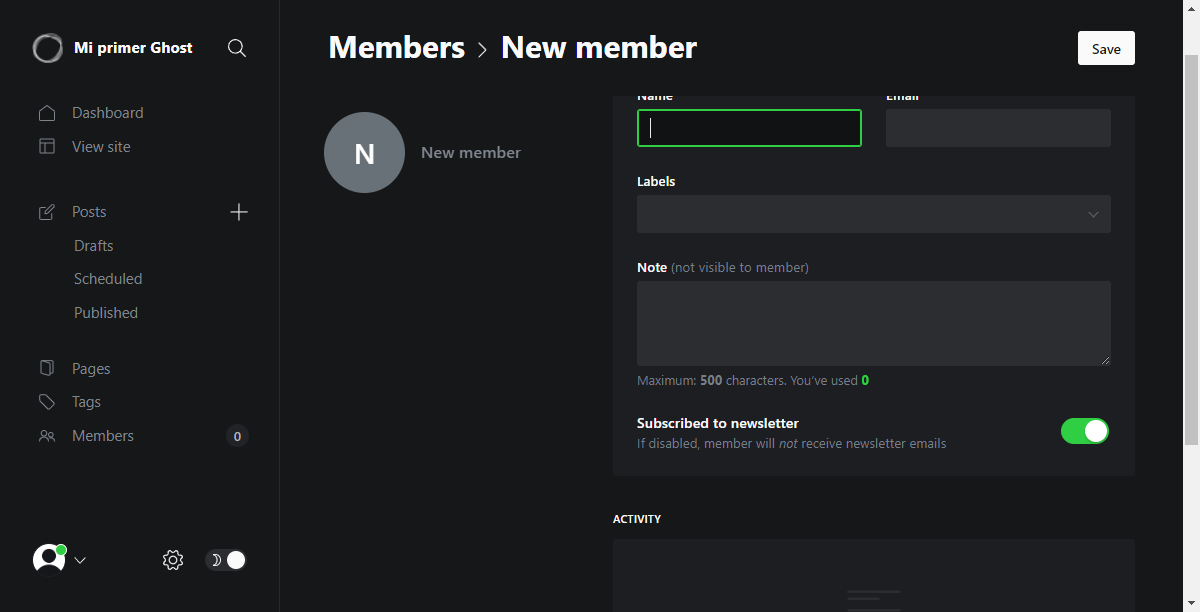 Mi primer Ghost
Dashboard
View site
Posts
Drafts
Scheduled
Published
Pages
Tags
Members
0
Members > New member
Save
N
New member
Name
Email
Labels
Note (not visible to member)
Maximum: 500 characters. You've used 0
Subscribed to newsletter
If disabled, member will not receive newsletter emails
ACTIVITY